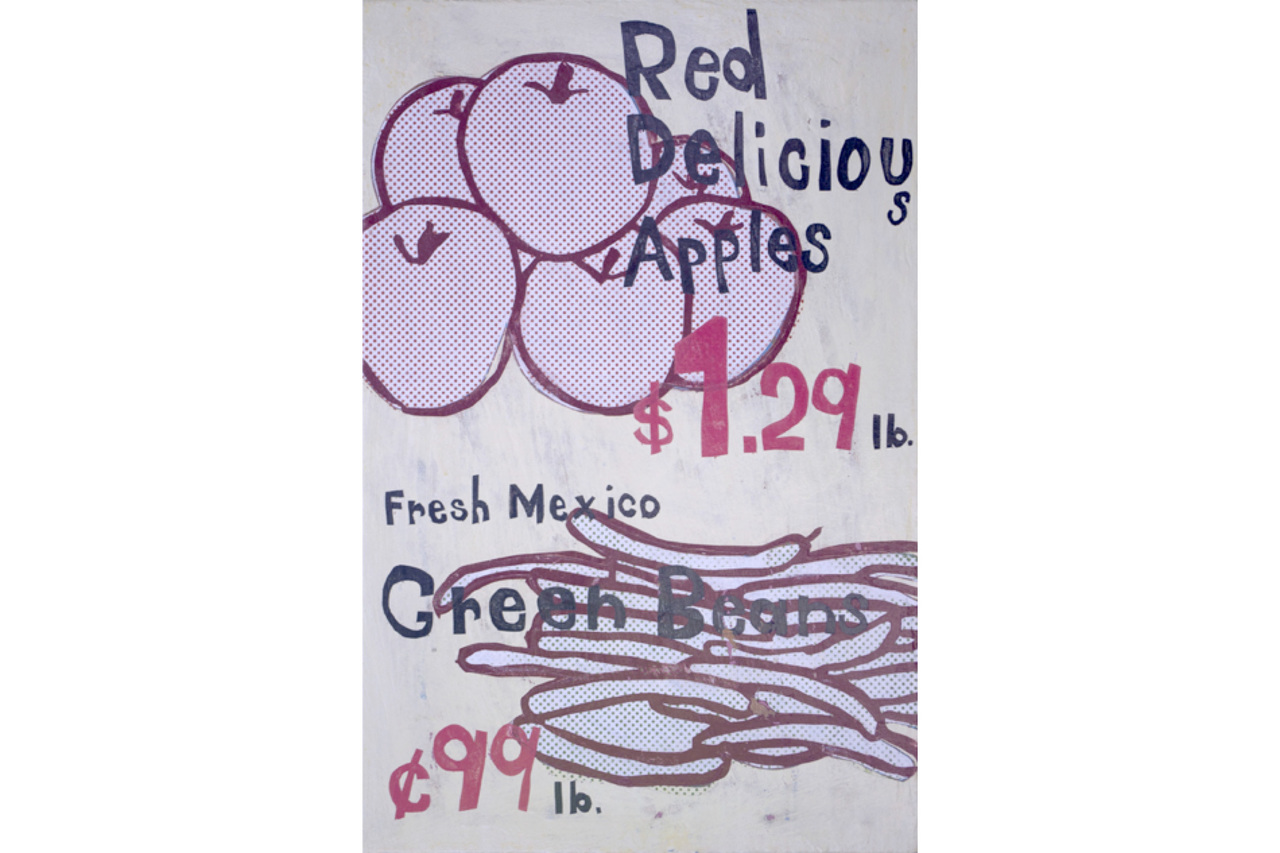 Red
Delicious
Apples
$1.29 lb.
Fresh Mexico
Green Beans
¢99 lb.